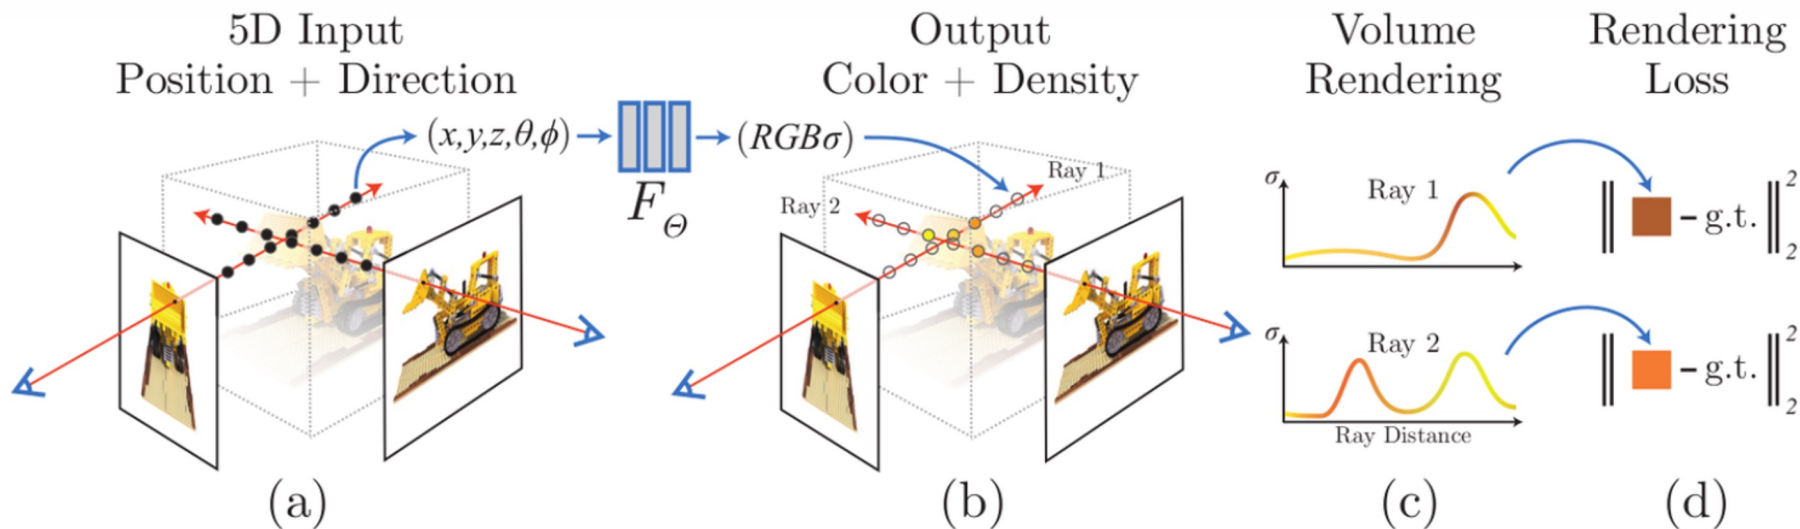 5D Input
Position + Direction
Output
Color + Density
Volume
Rendering
Rendering
Loss
(x,y,z,θ,ϕ)
F_Θ
(RGBσ)
Ray 1
Ray 2
σ
Ray 1
σ
Ray 2
Ray Distance
|| - g.t. ||²₂
|| - g.t. ||²₂
(a)
(b)
(c)
(d)